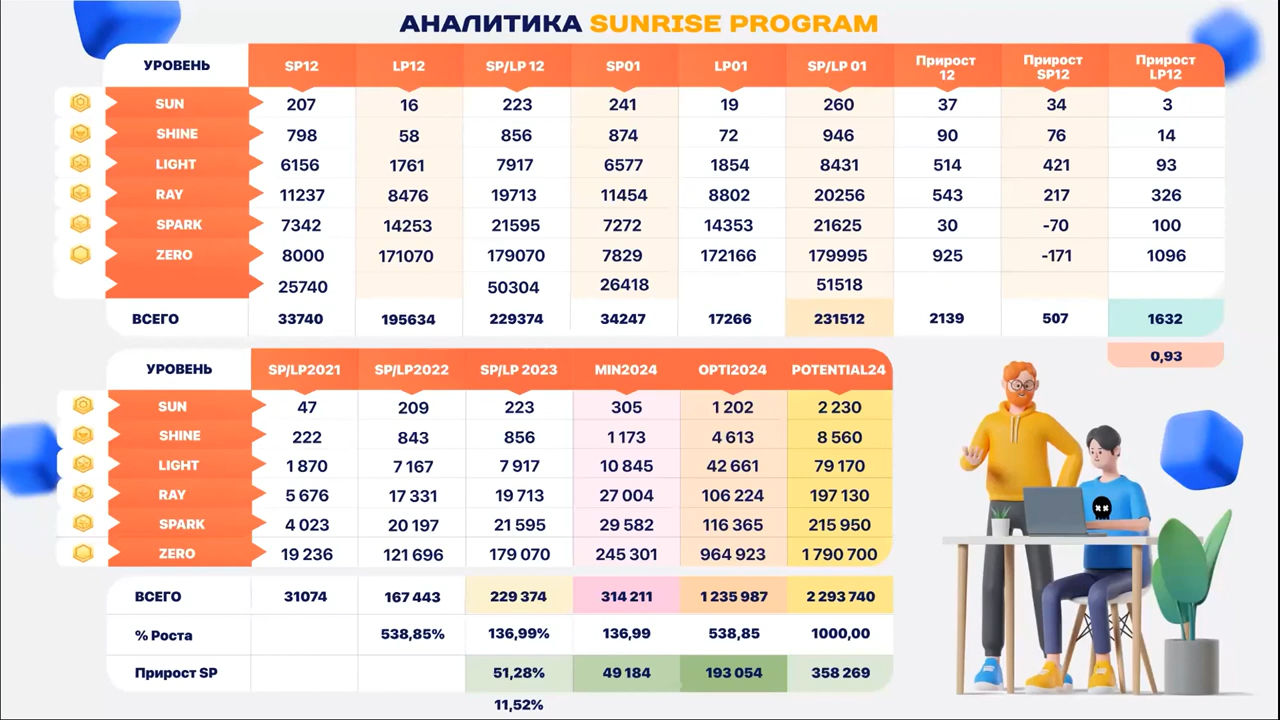 АНАЛИТИКА SUNRISE PROGRAM
УРОВЕНЬ SP12 LP12 SP/LP 12 SP01 LP01 SP/LP 01 Прирост 12 Прирост SP12 Прирост LP12
SUN 207 16 223 241 19 260 37 34 3
SHINE 798 58 856 874 72 946 90 76 14
LIGHT 6156 1761 7917 6577 1854 8431 514 421 93
RAY 11237 8476 19713 11454 8802 20256 543 217 326
SPARK 7342 14253 21595 7272 14353 21625 30 -70 100
ZERO 8000 171070 179070 7829 172166 179995 925 -171 1096
25740 50304 26418 51518
ВСЕГО 33740 195634 229374 34247 17266 231512 2139 507 1632
0,93
УРОВЕНЬ SP/LP2021 SP/LP2022 SP/LP 2023 MIN2024 OPTI2024 POTENTIAL24
SUN 47 209 223 305 1 202 2 230
SHINE 222 843 856 1 173 4 613 8 560
LIGHT 1 870 7 167 7 917 10 845 42 661 79 170
RAY 5 676 17 331 19 713 27 004 106 224 197 130
SPARK 4 023 20 197 21 595 29 582 116 365 215 950
ZERO 19 236 121 696 179 070 245 301 964 923 1 790 700
ВСЕГО 31074 167 443 229 374 314 211 1 235 987 2 293 740
% Роста 538,85% 136,99% 136,99 538,85 1000,00
Прирост SP 51,28% 49 184 193 054 358 269
11,52%